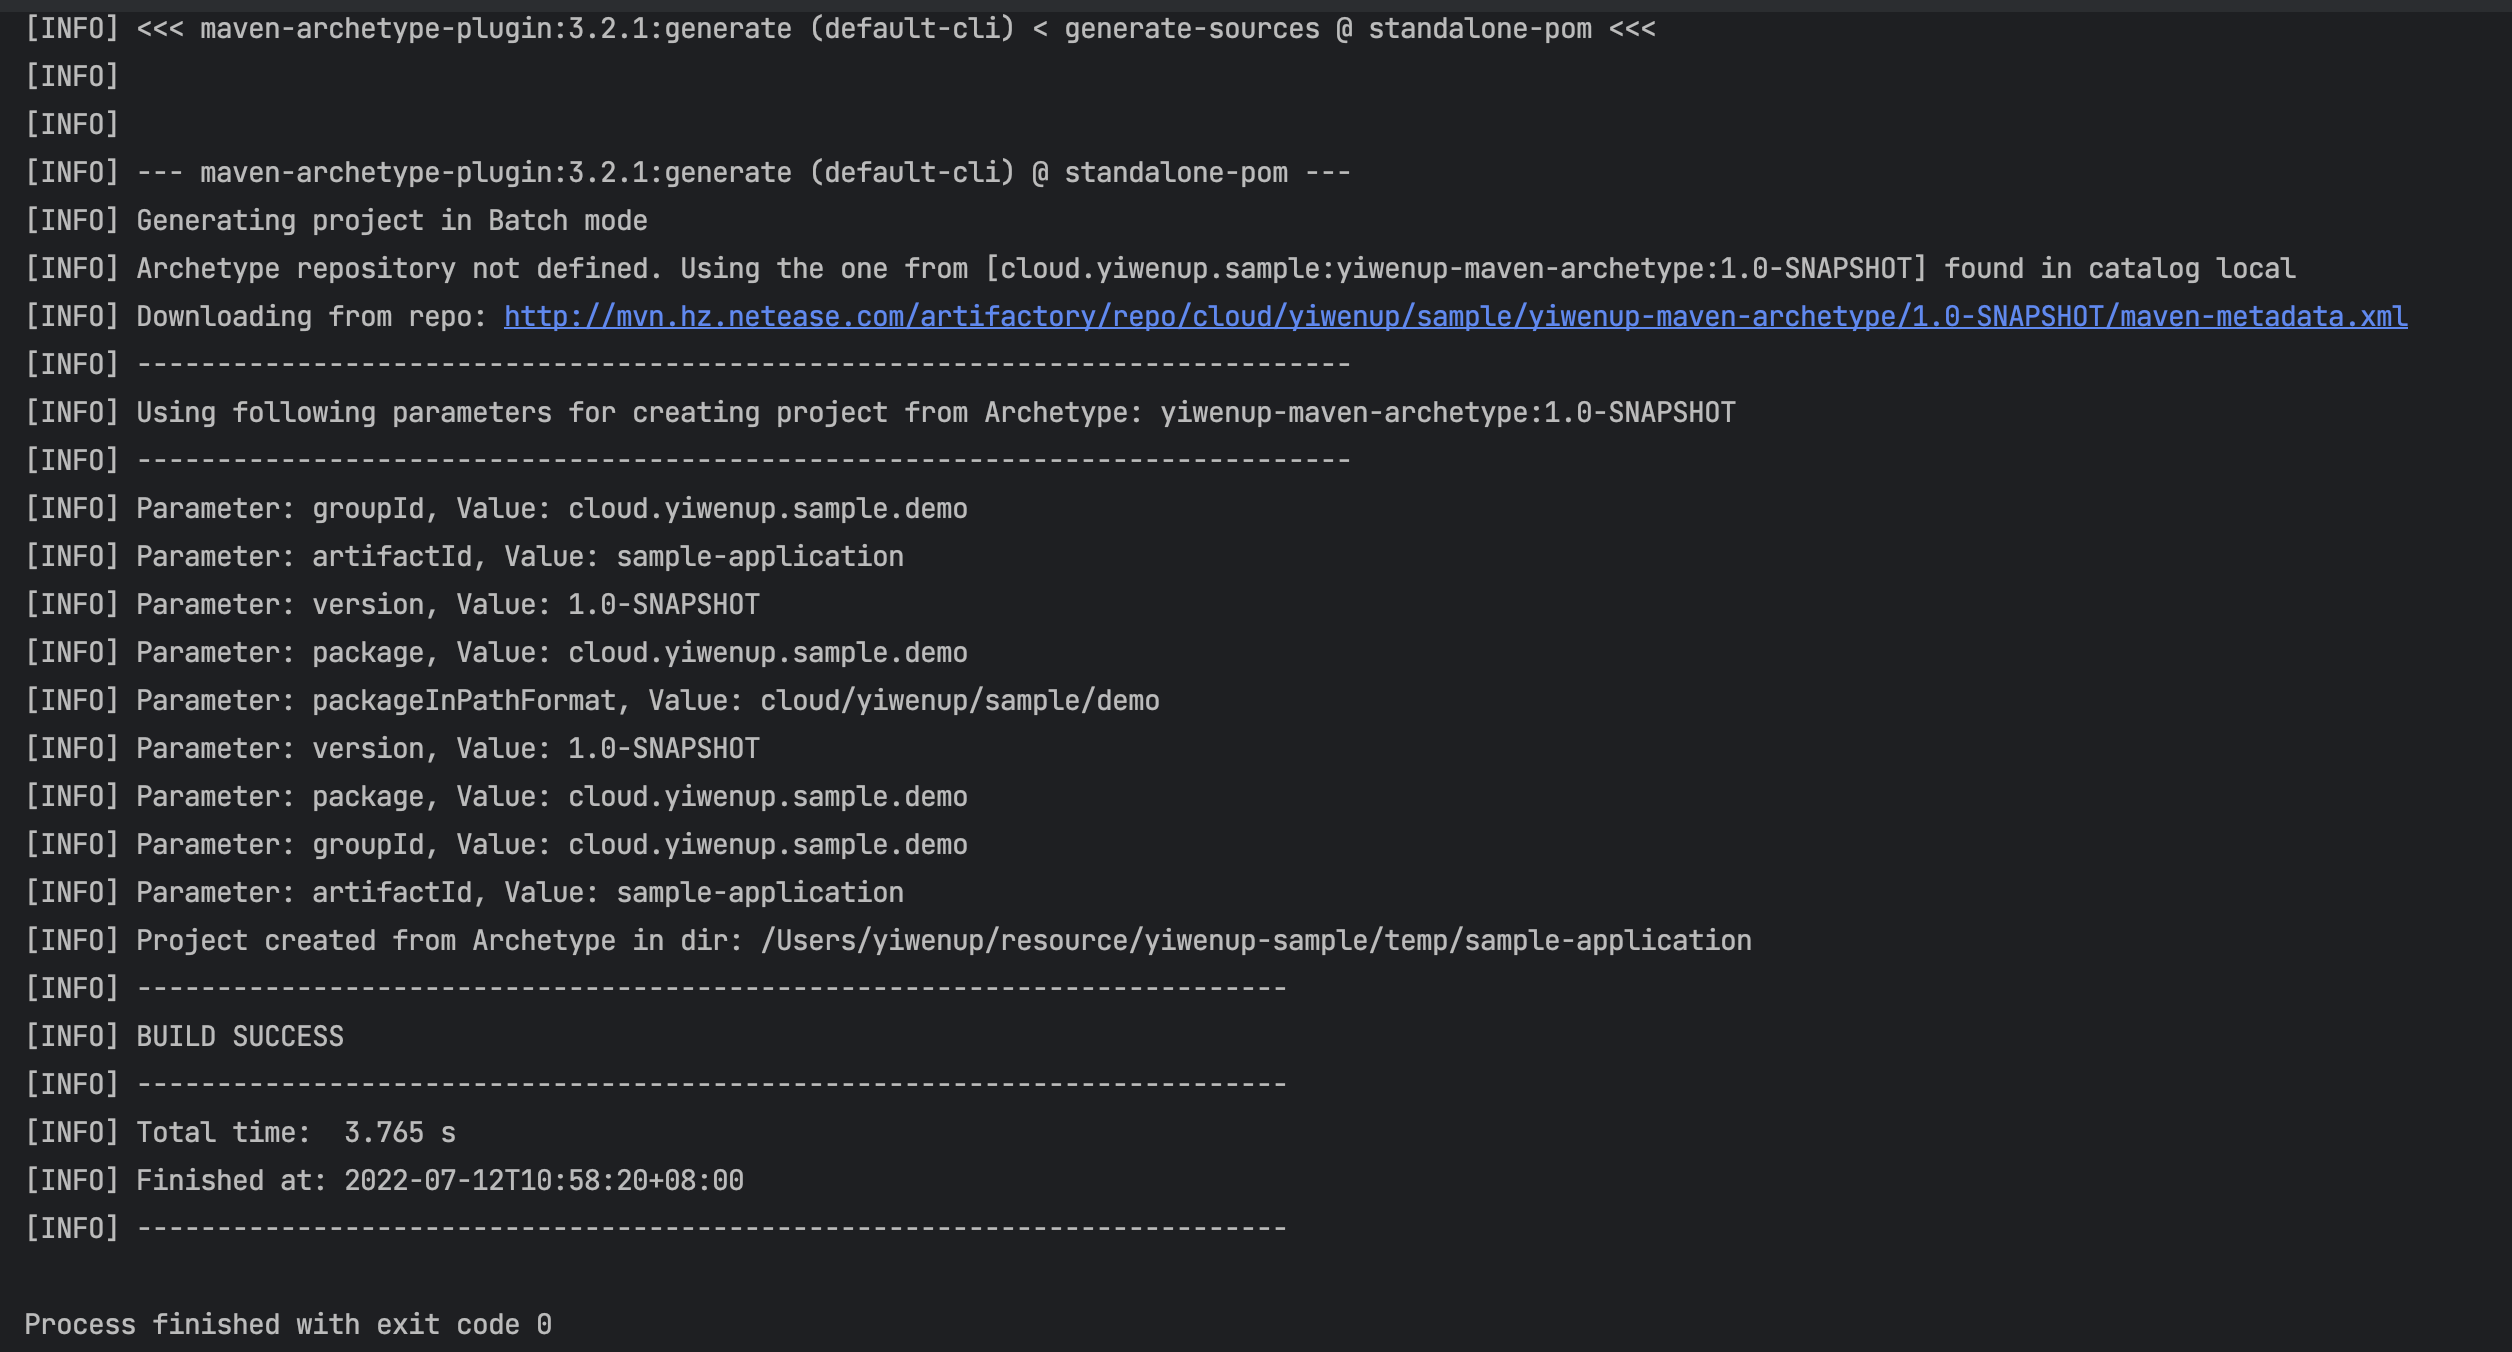 [INFO] <<< maven-archetype-plugin:3.2.1:generate (default-cli) < generate-sources @ standalone-pom <<<
[INFO]
[INFO]
[INFO] --- maven-archetype-plugin:3.2.1:generate (default-cli) @ standalone-pom ---
[INFO] Generating project in Batch mode
[INFO] Archetype repository not defined. Using the one from [cloud.yiwenup.sample:yiwenup-maven-archetype:1.0-SNAPSHOT] found in catalog local
[INFO] Downloading from repo: http://mvn.hz.netease.com/artifactory/repo/cloud/yiwenup/sample/yiwenup-maven-archetype/1.0-SNAPSHOT/maven-metadata.xml
[INFO] ----------------------------------------------------------------------------
[INFO] Using following parameters for creating project from Archetype: yiwenup-maven-archetype:1.0-SNAPSHOT
[INFO] ----------------------------------------------------------------------------
[INFO] Parameter: groupId, Value: cloud.yiwenup.sample.demo
[INFO] Parameter: artifactId, Value: sample-application
[INFO] Parameter: version, Value: 1.0-SNAPSHOT
[INFO] Parameter: package, Value: cloud.yiwenup.sample.demo
[INFO] Parameter: packageInPathFormat, Value: cloud/yiwenup/sample/demo
[INFO] Parameter: version, Value: 1.0-SNAPSHOT
[INFO] Parameter: package, Value: cloud.yiwenup.sample.demo
[INFO] Parameter: groupId, Value: cloud.yiwenup.sample.demo
[INFO] Parameter: artifactId, Value: sample-application
[INFO] Project created from Archetype in dir: /Users/yiwenup/resource/yiwenup-sample/temp/sample-application
[INFO] ------------------------------------------------------------------------
[INFO] BUILD SUCCESS
[INFO] ------------------------------------------------------------------------
[INFO] Total time:  3.765 s
[INFO] Finished at: 2022-07-12T10:58:20+08:00
[INFO] ------------------------------------------------------------------------
Process finished with exit code 0